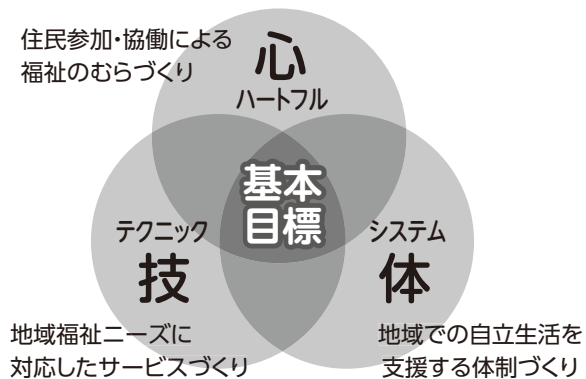 住民参加・協働による
福祉のむらづくり
心
ハートフル
基本
目標
テクニック
技
システム
体
地域福祉ニーズに
対応したサービスづくり
地域での自立生活を
支援する体制づくり